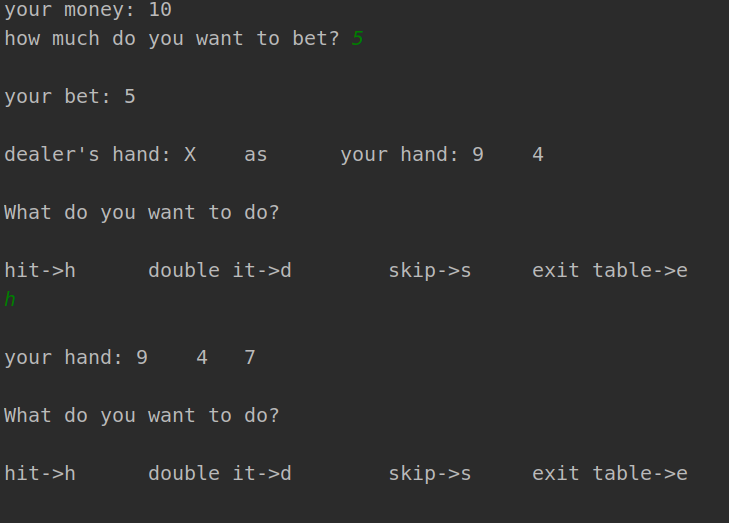 your money: 10
how much do you want to bet? 5
your bet: 5
dealer's hand: X    as      your hand: 9    4
What do you want to do?
hit->h      double it->d        skip->s     exit table->e
h
your hand: 9    4   7
What do you want to do?
hit->h      double it->d        skip->s     exit table->e